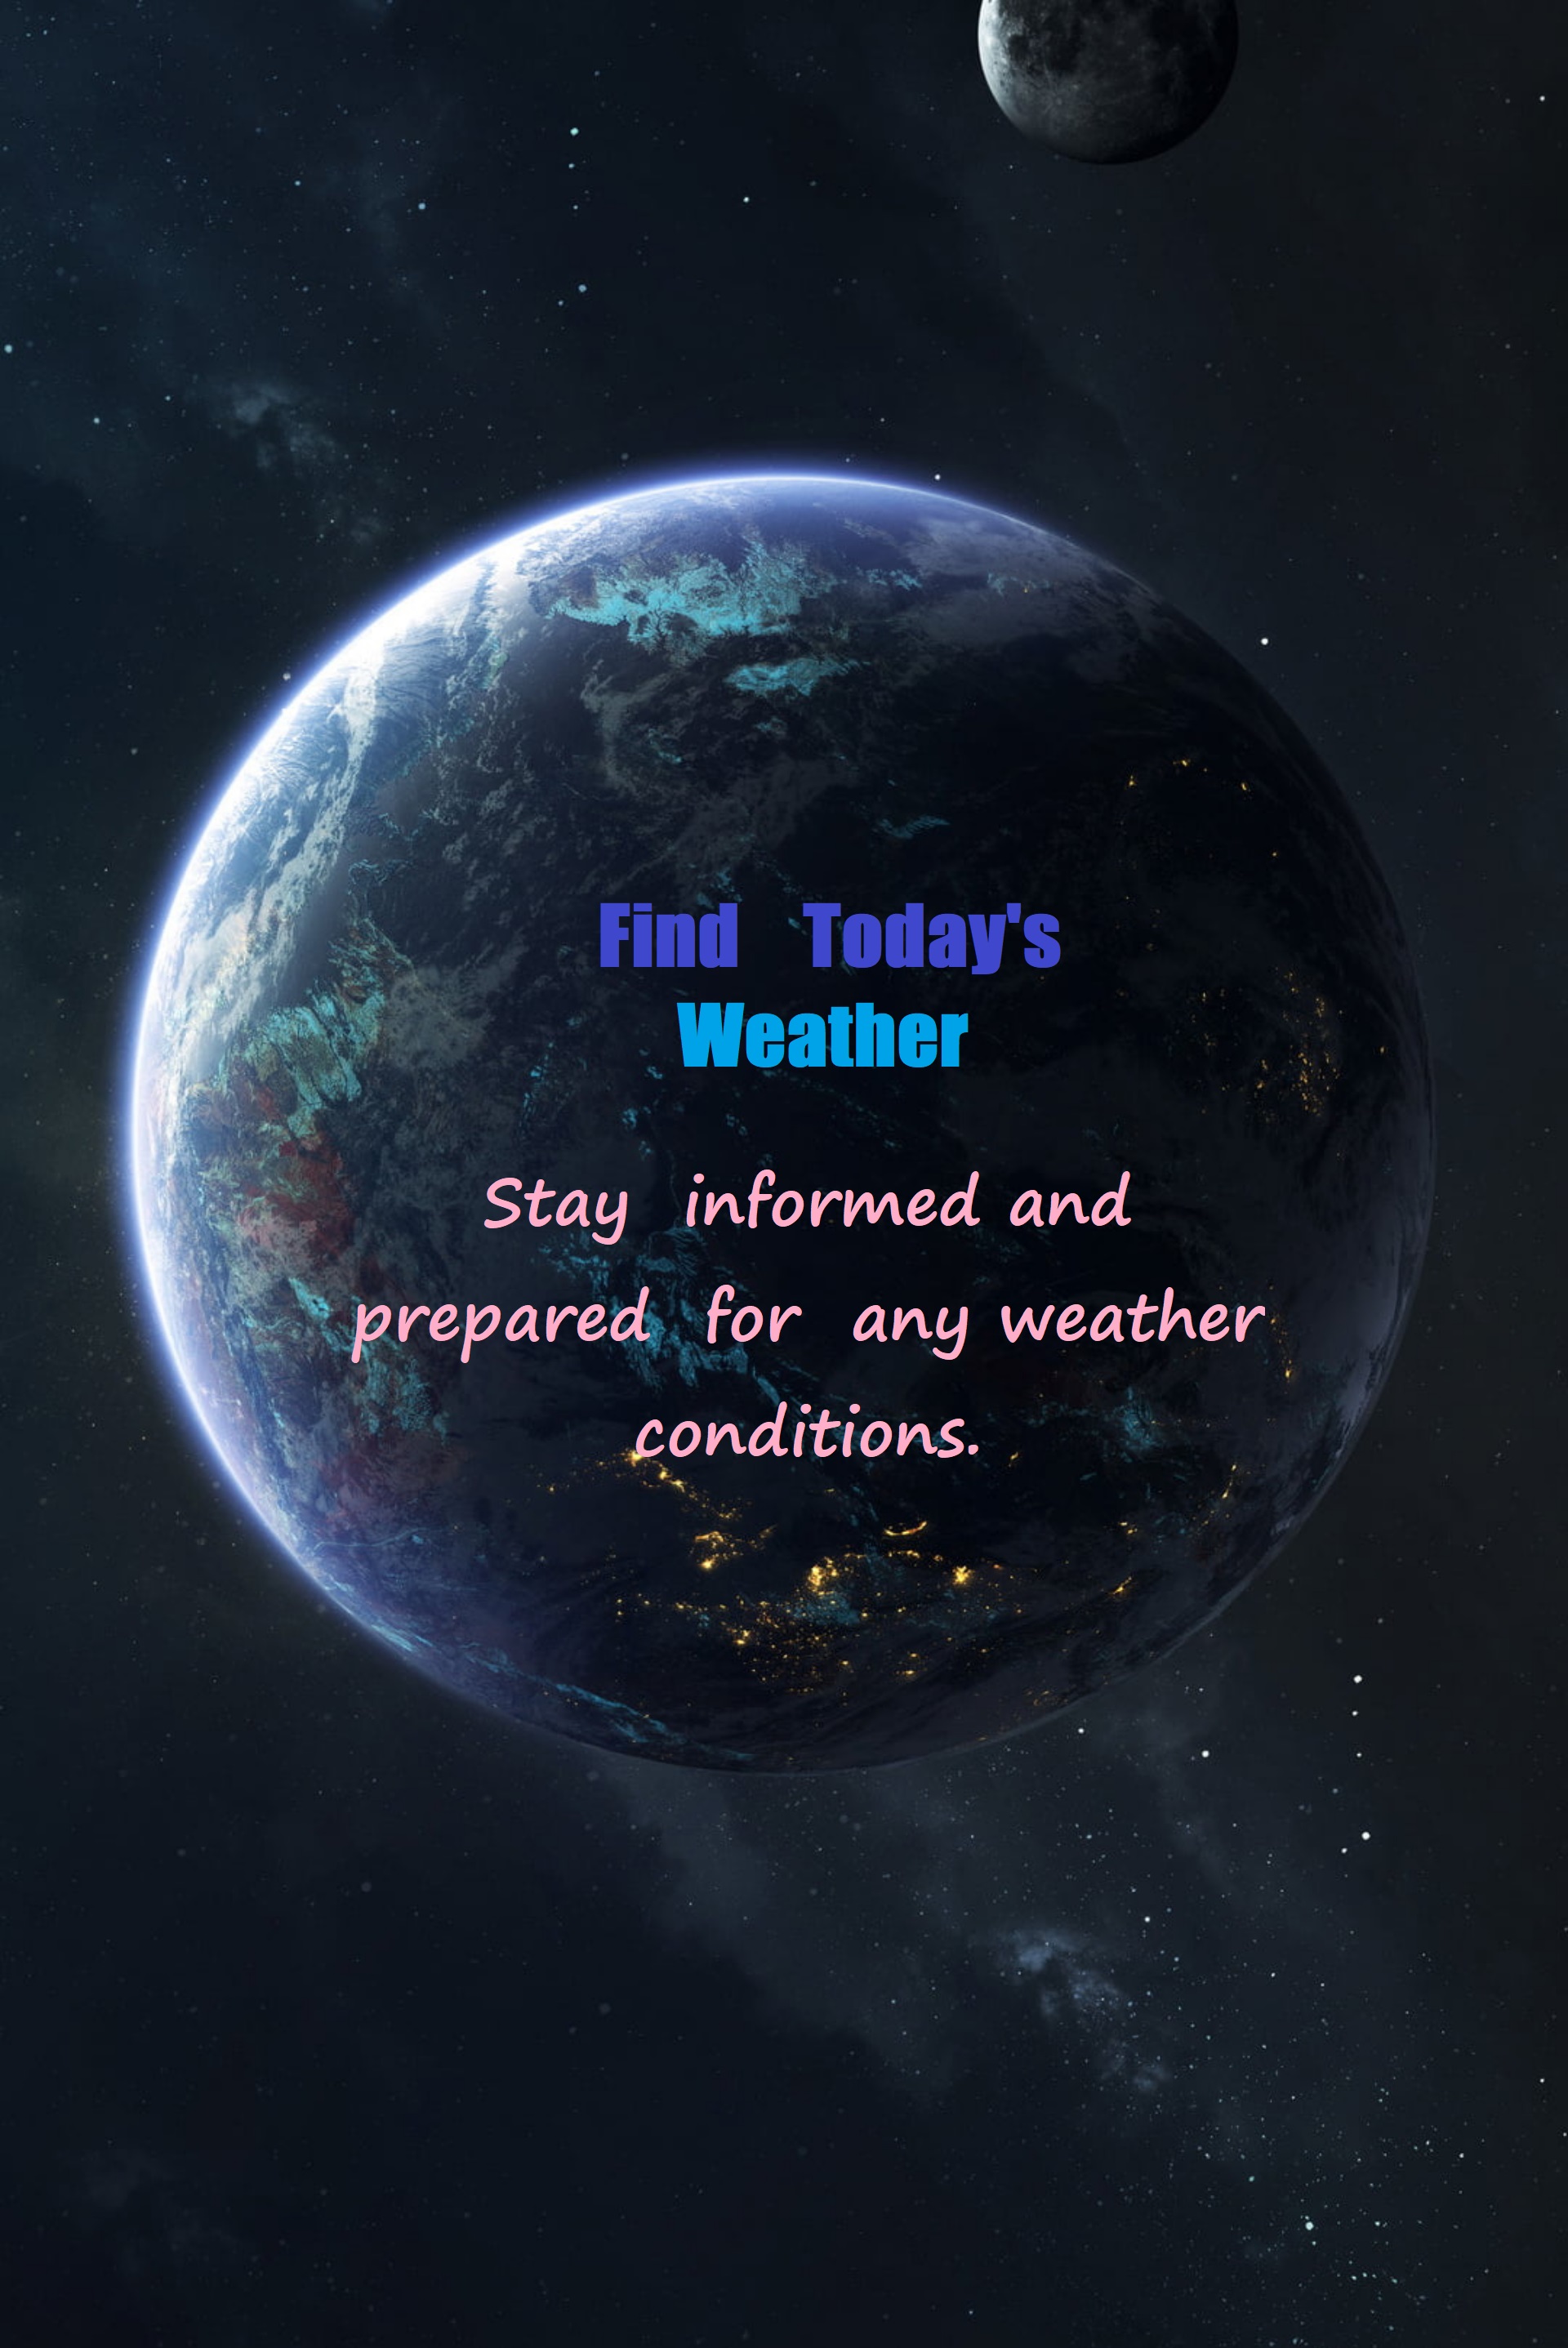 Find Today's
Weather
Stay informed and
prepared for any weather
conditions.